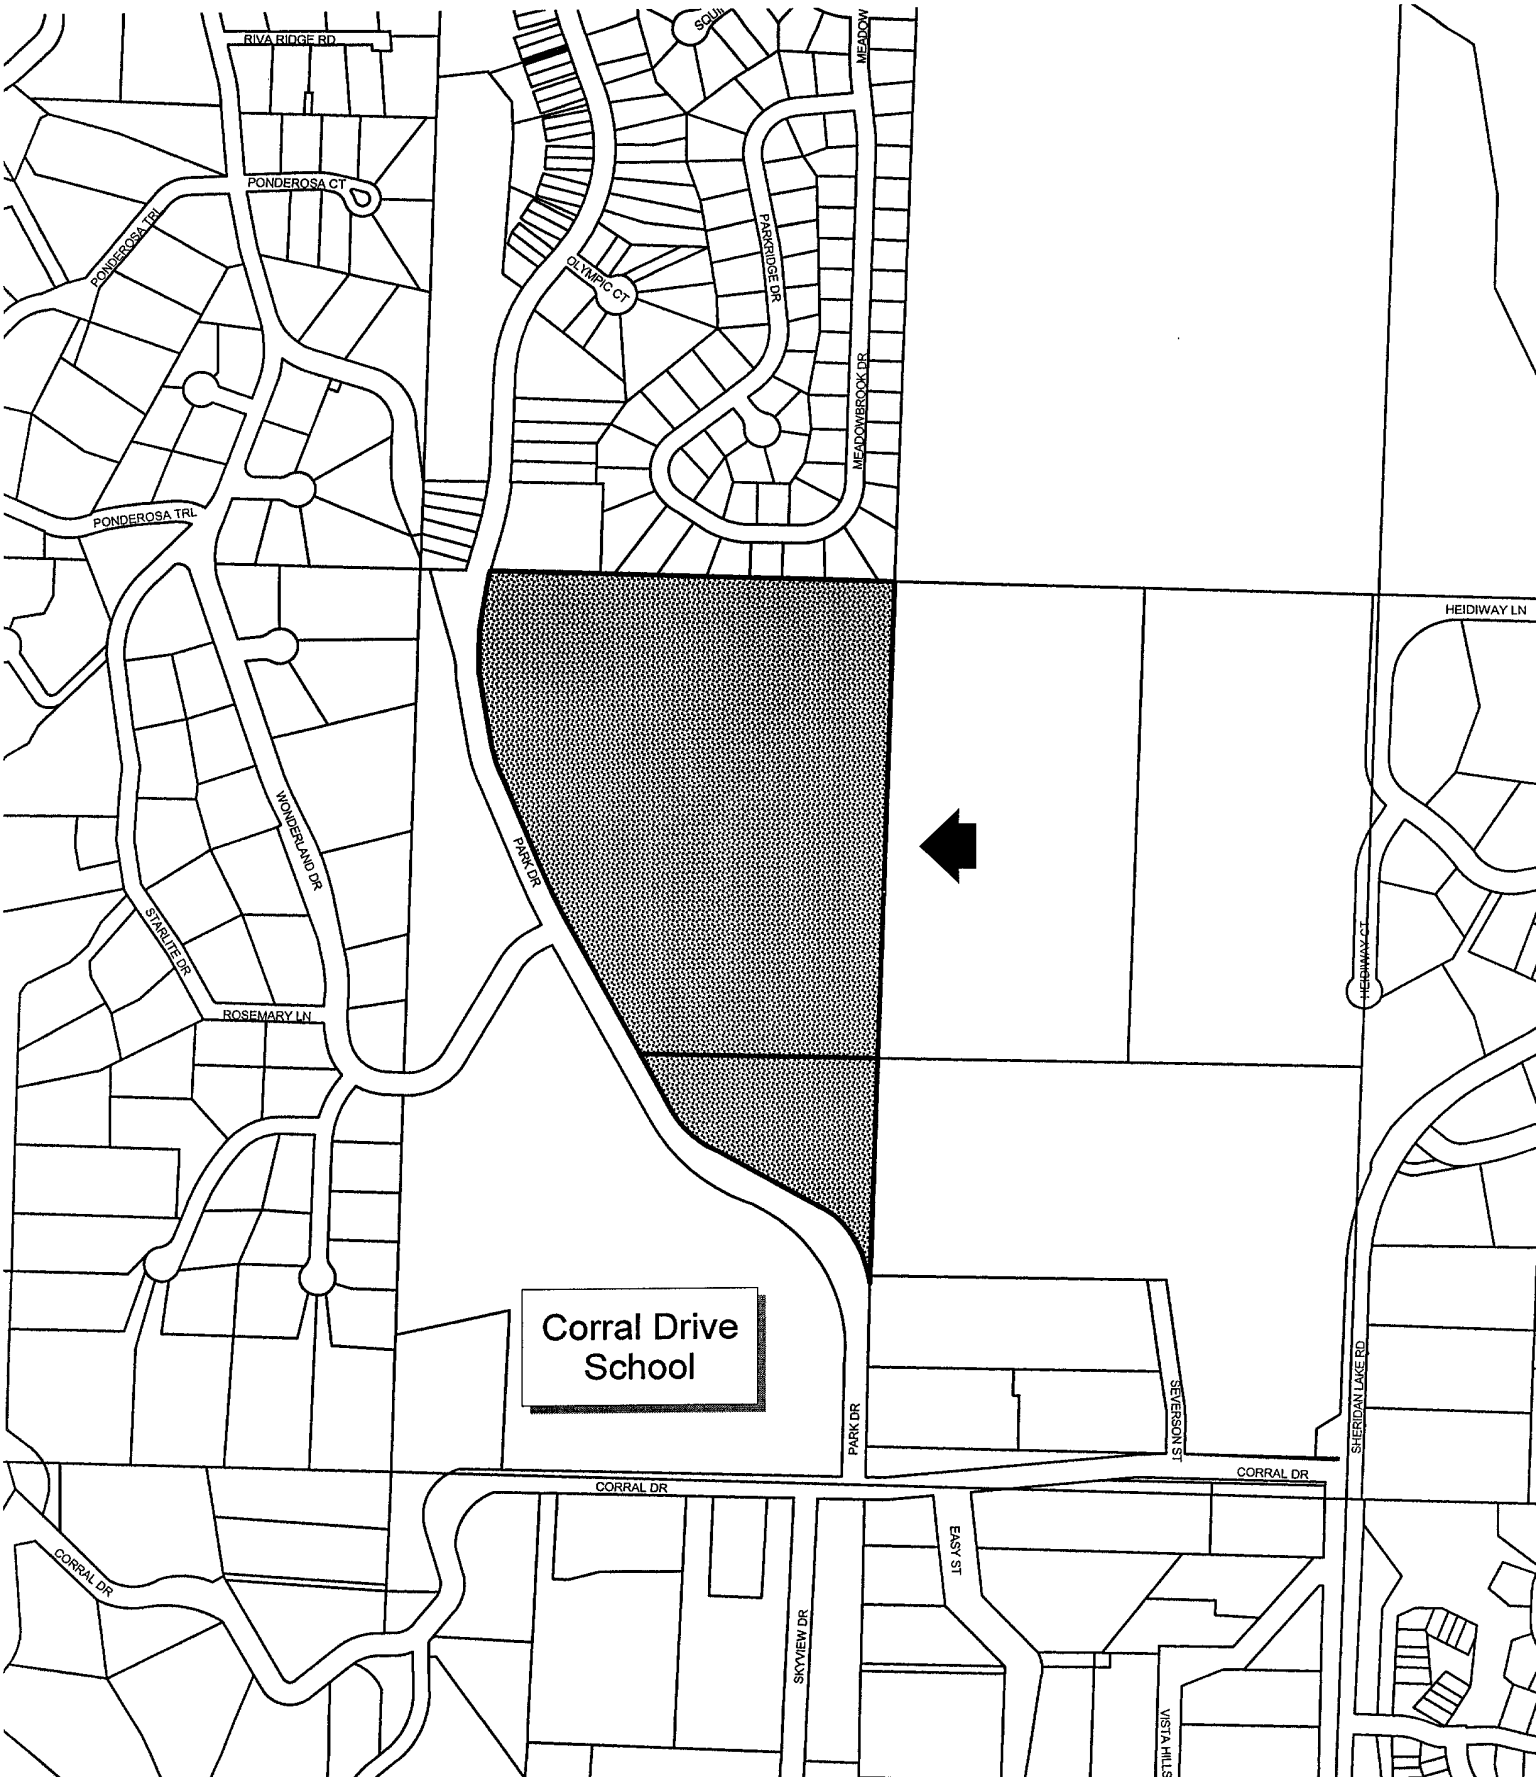 SQUI
MEADOW
RIVA RIDGE RD
PONDEROSA CT
PONDEROSA TRL
PARKRIDGE DR
OLYMPIC CT
MEADOWBROOK DR
PONDEROSA TRL
HEIDIWAY LN
WONDERLAND DR
PARK DR
STARLITE DR
HEIDIWAY CT
ROSEMARY LN
Corral Drive
School
SHERIDAN LAKE RD
SEVERSON ST
PARK DR
CORRAL DR
CORRAL DR
EASY ST
CORRAL DR
SKYVIEW DR
VISTA HILLS